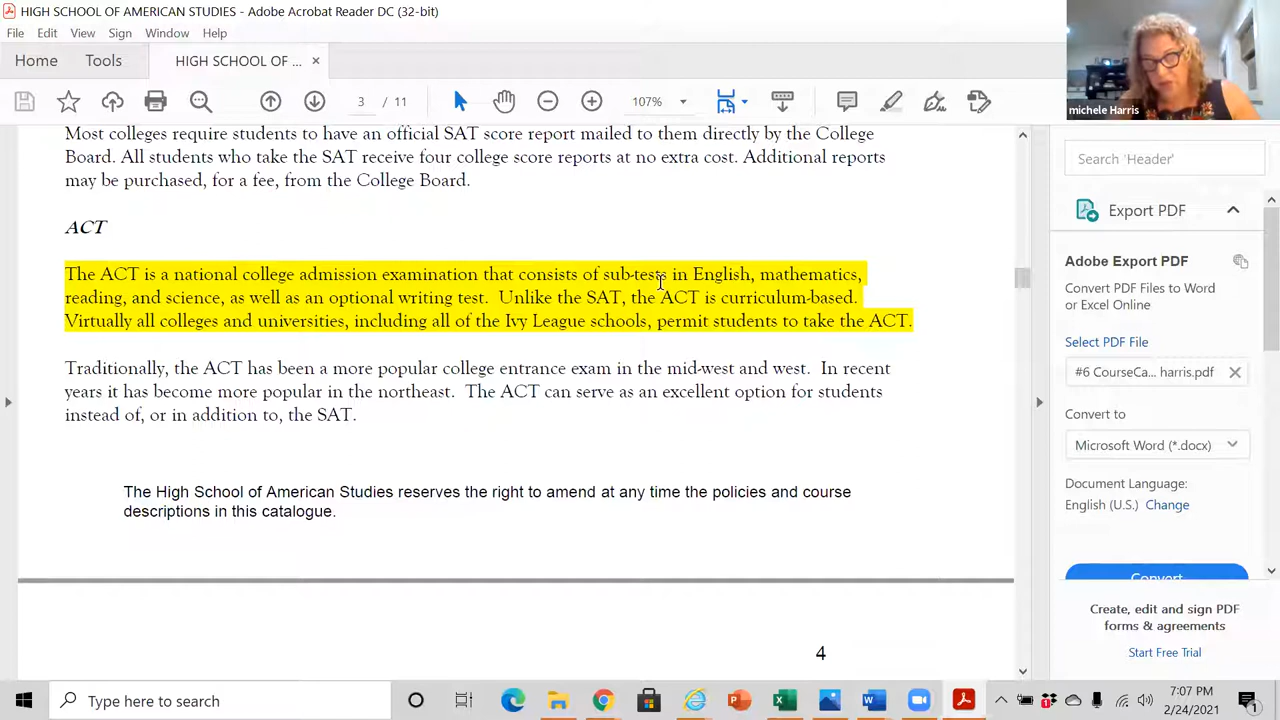 HIGH SCHOOL OF AMERICAN STUDIES - Adobe Acrobat Reader DC (32-bit)
File Edit View Sign Window Help
Home Tools HIGH SCHOOL OF ... ×
3 / 11 107%
michele Harris
Most colleges require students to have an official SAT score report mailed to them directly by the College
Board. All students who take the SAT receive four college score reports at no extra cost. Additional reports
may be purchased, for a fee, from the College Board.
ACT
The ACT is a national college admission examination that consists of sub-tests in English, mathematics,
reading, and science, as well as an optional writing test. Unlike the SAT, the ACT is curriculum-based.
Virtually all colleges and universities, including all of the Ivy League schools, permit students to take the ACT.
Traditionally, the ACT has been a more popular college entrance exam in the mid-west and west. In recent
years it has become more popular in the northeast. The ACT can serve as an excellent option for students
instead of, or in addition to, the SAT.
The High School of American Studies reserves the right to amend at any time the policies and course
descriptions in this catalogue.
4
Search 'Header'
Export PDF
Adobe Export PDF
Convert PDF Files to Word
or Excel Online
Select PDF File
#6 CourseCa... harris.pdf
Convert to
Microsoft Word (*.docx)
Document Language:
English (U.S.) Change
Convert
Create, edit and sign PDF
forms & agreements
Start Free Trial
Type here to search
7:07 PM
2/24/2021